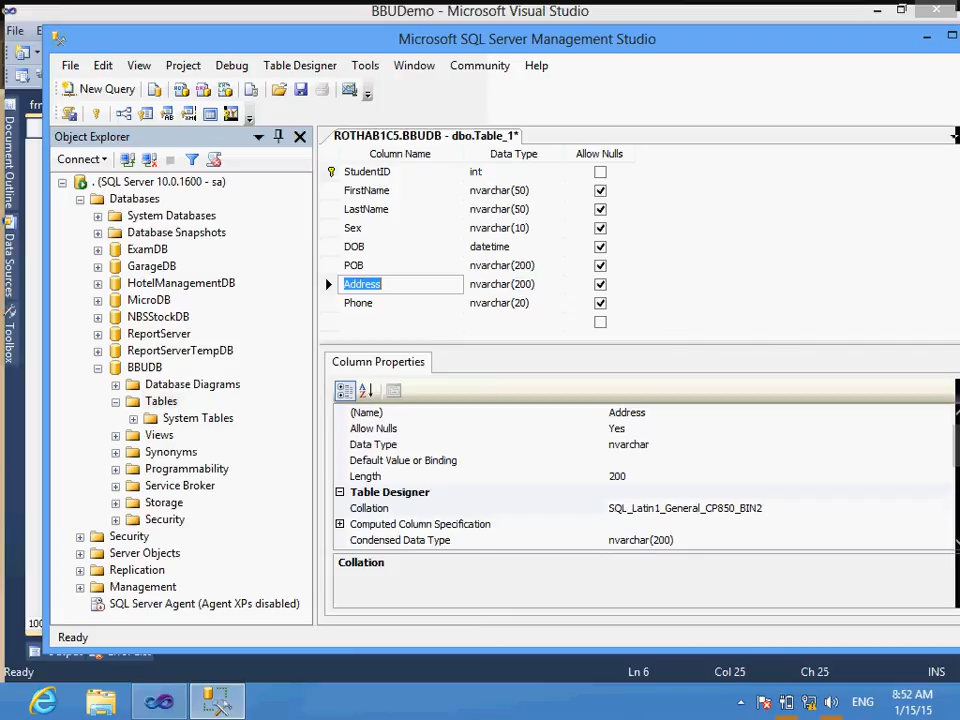 BBUDemo - Microsoft Visual Studio
File
Microsoft SQL Server Management Studio
File Edit View Project Debug Table Designer Tools Window Community Help
New Query
Object Explorer
Connect
. (SQL Server 10.0.1600 - sa)
Databases
System Databases
Database Snapshots
ExamDB
GarageDB
HotelManagementDB
MicroDB
NBSStockDB
ReportServer
ReportServerTempDB
BBUDB
Database Diagrams
Tables
System Tables
Views
Synonyms
Programmability
Service Broker
Storage
Security
Security
Server Objects
Replication
Management
SQL Server Agent (Agent XPs disabled)
ROTHAB1C5.BBUDB - dbo.Table_1*
Column Name Data Type Allow Nulls
StudentID int
FirstName nvarchar(50)
LastName nvarchar(50)
Sex nvarchar(10)
DOB datetime
POB nvarchar(200)
Address nvarchar(200)
Phone nvarchar(20)
Column Properties
(Name) Address
Allow Nulls Yes
Data Type nvarchar
Default Value or Binding
Length 200
Table Designer
Collation SQL_Latin1_General_CP850_BIN2
Computed Column Specification
Condensed Data Type nvarchar(200)
Collation
Ready
Document Outline
Data Sources
Toolbox
Ready Ln 6 Col 25 Ch 25 INS
ENG
8:52 AM
1/15/15